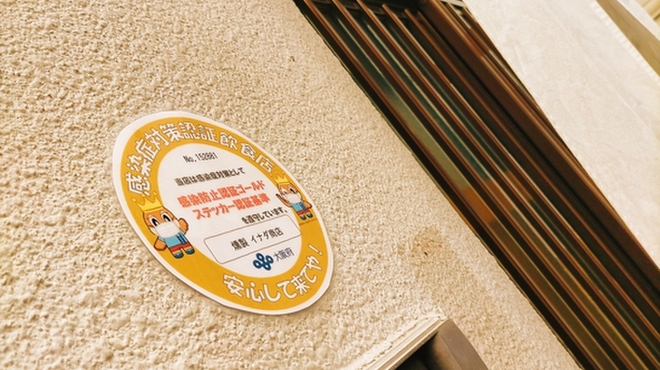 感染症対策認証飲食店
No.152881
当店は感染症対策として
感染防止認証ゴールド
ステッカー認証基準
を遵守しています。
燻製 イナダ商店
大阪府
安心して来てや!